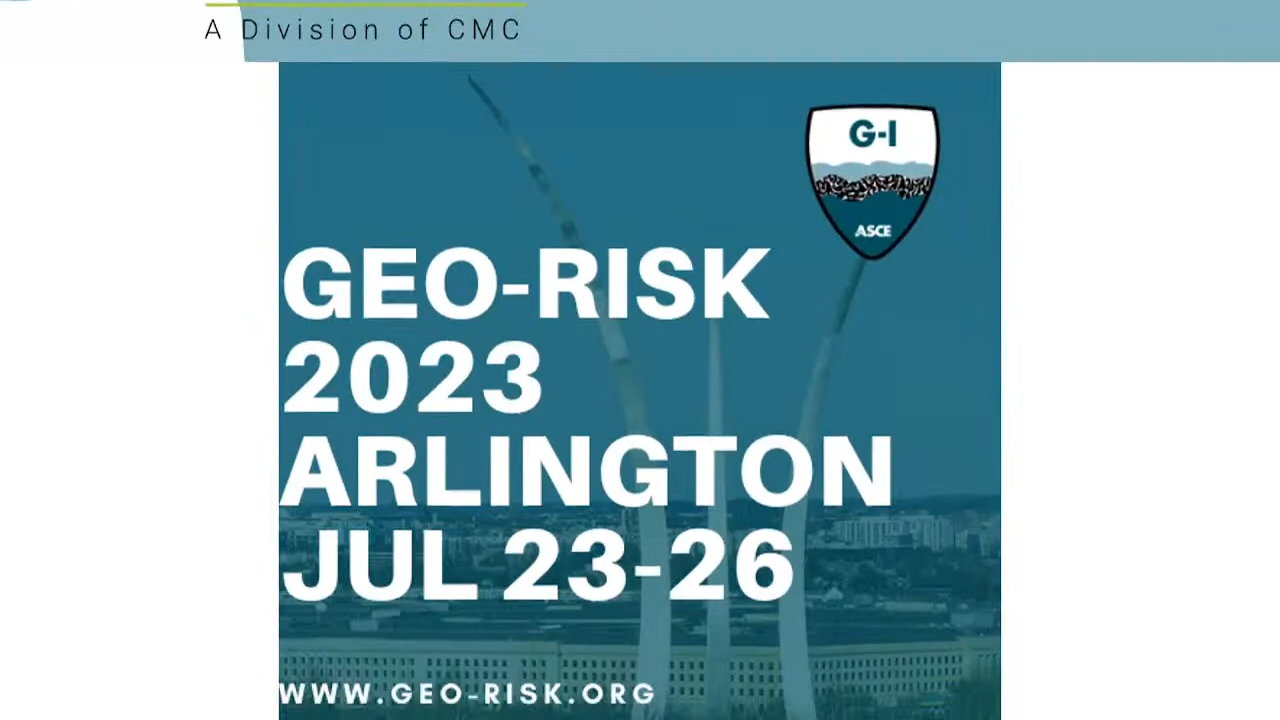 A Division of CMC
G-I
ASCE
GEO-RISK
2023
ARLINGTON
JUL 23-26
WWW.GEO-RISK.ORG